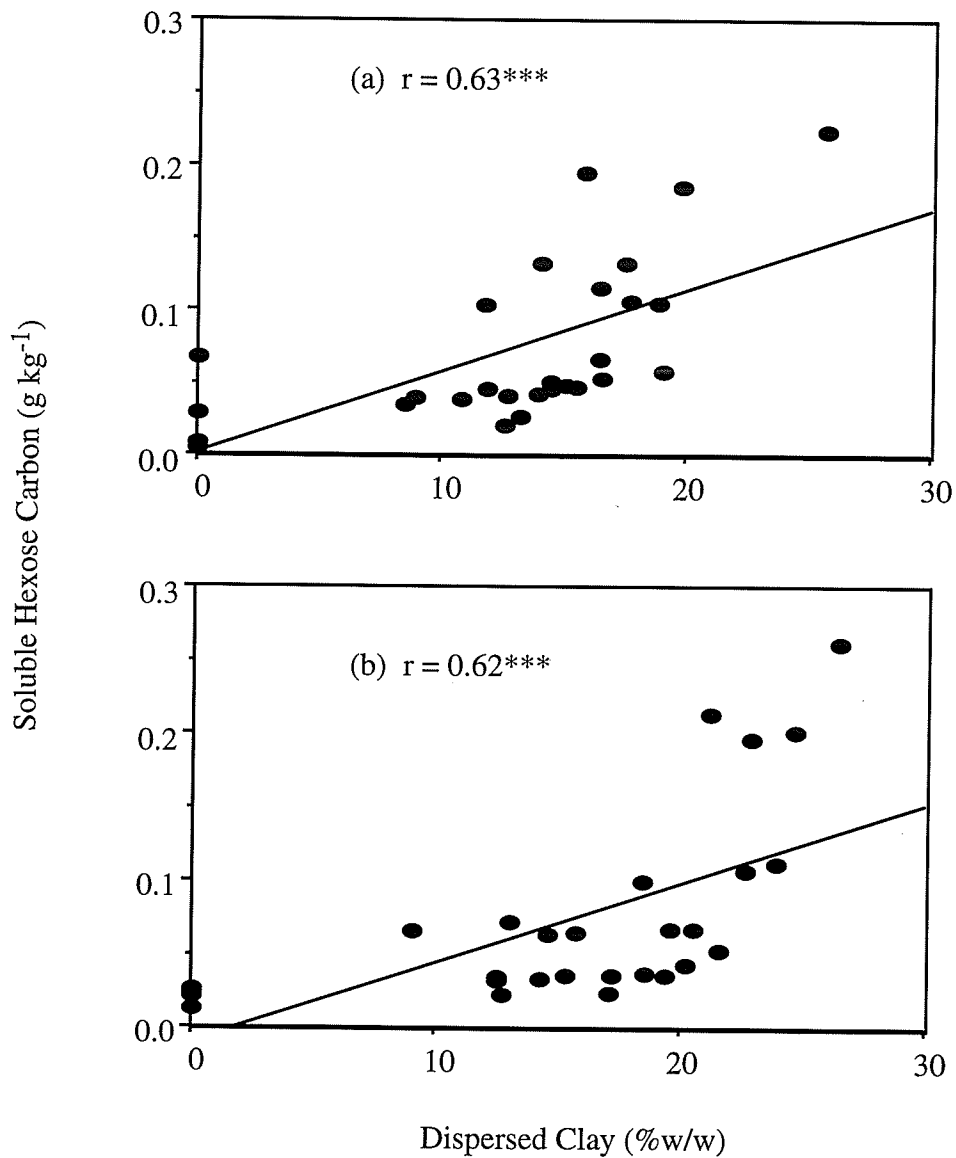 Soluble Hexose Carbon (g kg-1)
0.3
(a) r = 0.63***
0.2
0.1
0.0
0 10 20 30
0.3
(b) r = 0.62***
0.2
0.1
0.0
0 10 20 30
Dispersed Clay (%w/w)